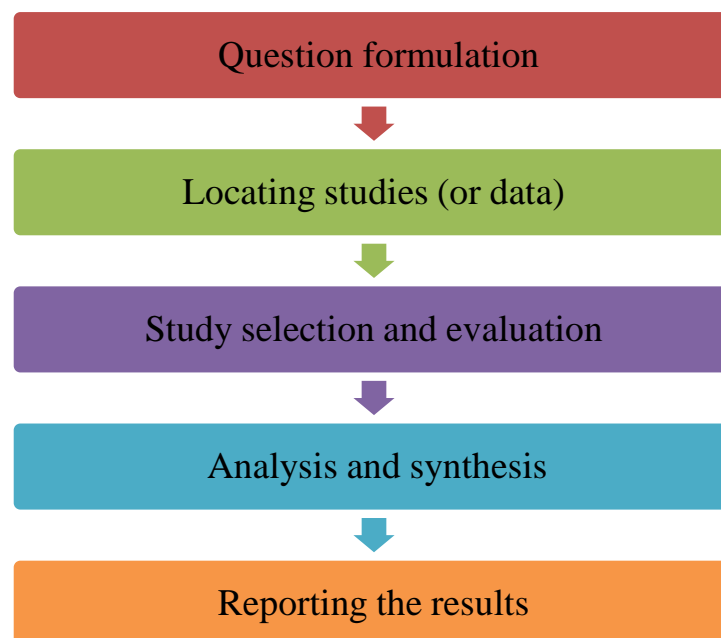 Question formulation
Locating studies (or data)
Study selection and evaluation
Analysis and synthesis
Reporting the results